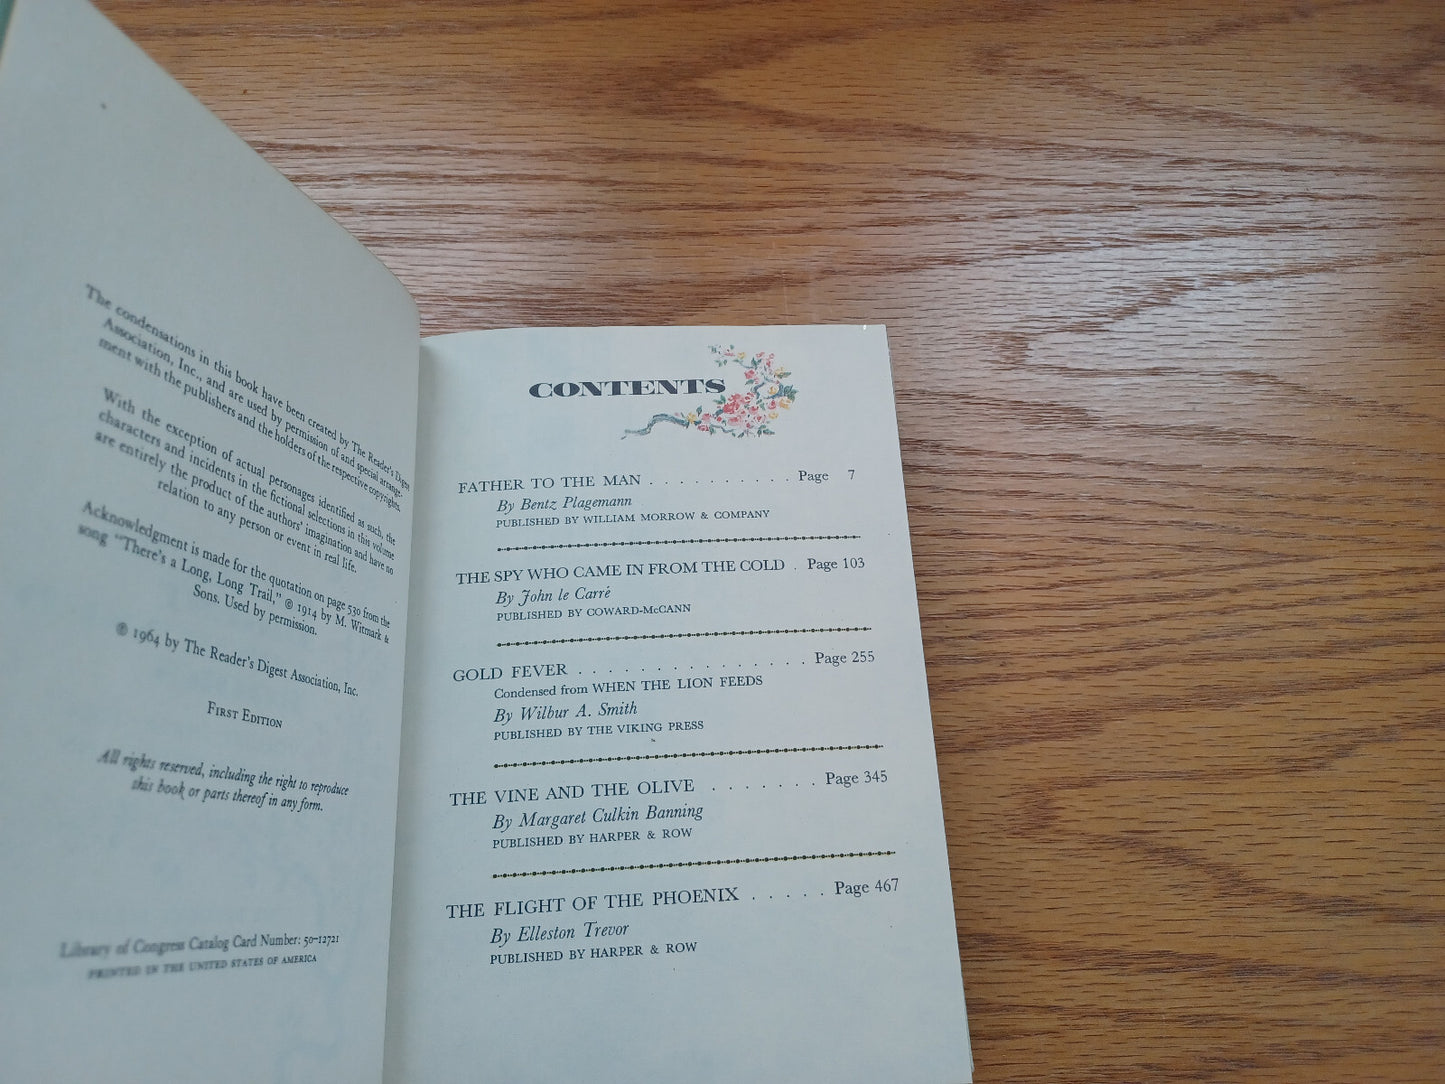 The condensations in this book have been created by The Reader's Digest
Association, Inc., and are used by permission of and special arrange-
ment with the publishers and the holders of the respective copyrights.
With the exception of actual personages identified as such, the
characters and incidents in the fictional selections in this volume
are entirely the product of the authors' imagination and have no
relation to any person or event in real life.
Acknowledgment is made for the quotation on page 530 from the
song "There's a Long, Long Trail," © 1914 by M. Witmark &
Sons. Used by permission.
© 1964 by The Reader's Digest Association, Inc.
FIRST EDITION
All rights reserved, including the right to reproduce
this book or parts thereof in any form.
Library of Congress Catalog Card Number: 50-12721
PRINTED IN THE UNITED STATES OF AMERICA
CONTENTS
FATHER TO THE MAN . . . . . . . . . . Page 7
By Bentz Plagemann
PUBLISHED BY WILLIAM MORROW & COMPANY
THE SPY WHO CAME IN FROM THE COLD . Page 103
By John le Carré
PUBLISHED BY COWARD-McCANN
GOLD FEVER . . . . . . . . . . . . . . . Page 255
Condensed from WHEN THE LION FEEDS
By Wilbur A. Smith
PUBLISHED BY THE VIKING PRESS
THE VINE AND THE OLIVE . . . . . . . Page 345
By Margaret Culkin Banning
PUBLISHED BY HARPER & ROW
THE FLIGHT OF THE PHOENIX . . . . . Page 467
By Elleston Trevor
PUBLISHED BY HARPER & ROW